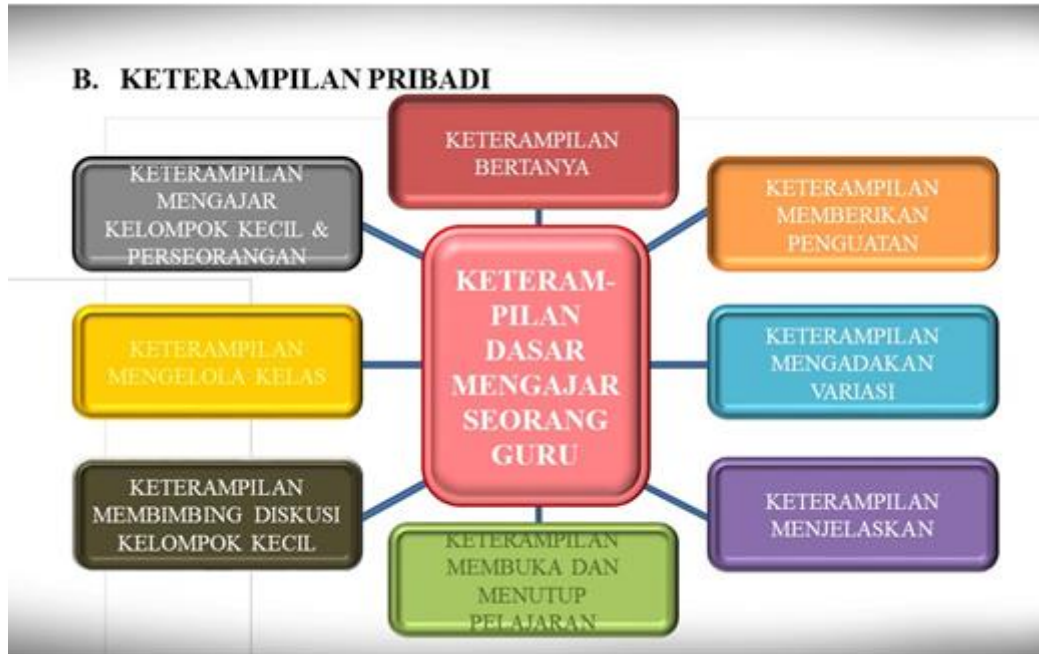 B. KETERAMPILAN PRIBADI
KETERAMPILAN
BERTANYA
KETERAMPILAN
MEMBERIKAN
PENGUATAN
KETERAMPILAN
MENGADAKAN
VARIASI
KETERAMPILAN
MENJELASKAN
KETERAMPILAN
MEMBUKA DAN
MENUTUP
PELAJARAN
KETERAMPILAN
MEMBIMBING DISKUSI
KELOMPOK KECIL
KETERAMPILAN
MENGELOLA KELAS
KETERAMPILAN
MENGAJAR
KELOMPOK KECIL &
PERSEORANGAN
KETERAM-
PILAN
DASAR
MENGAJAR
SEORANG
GURU